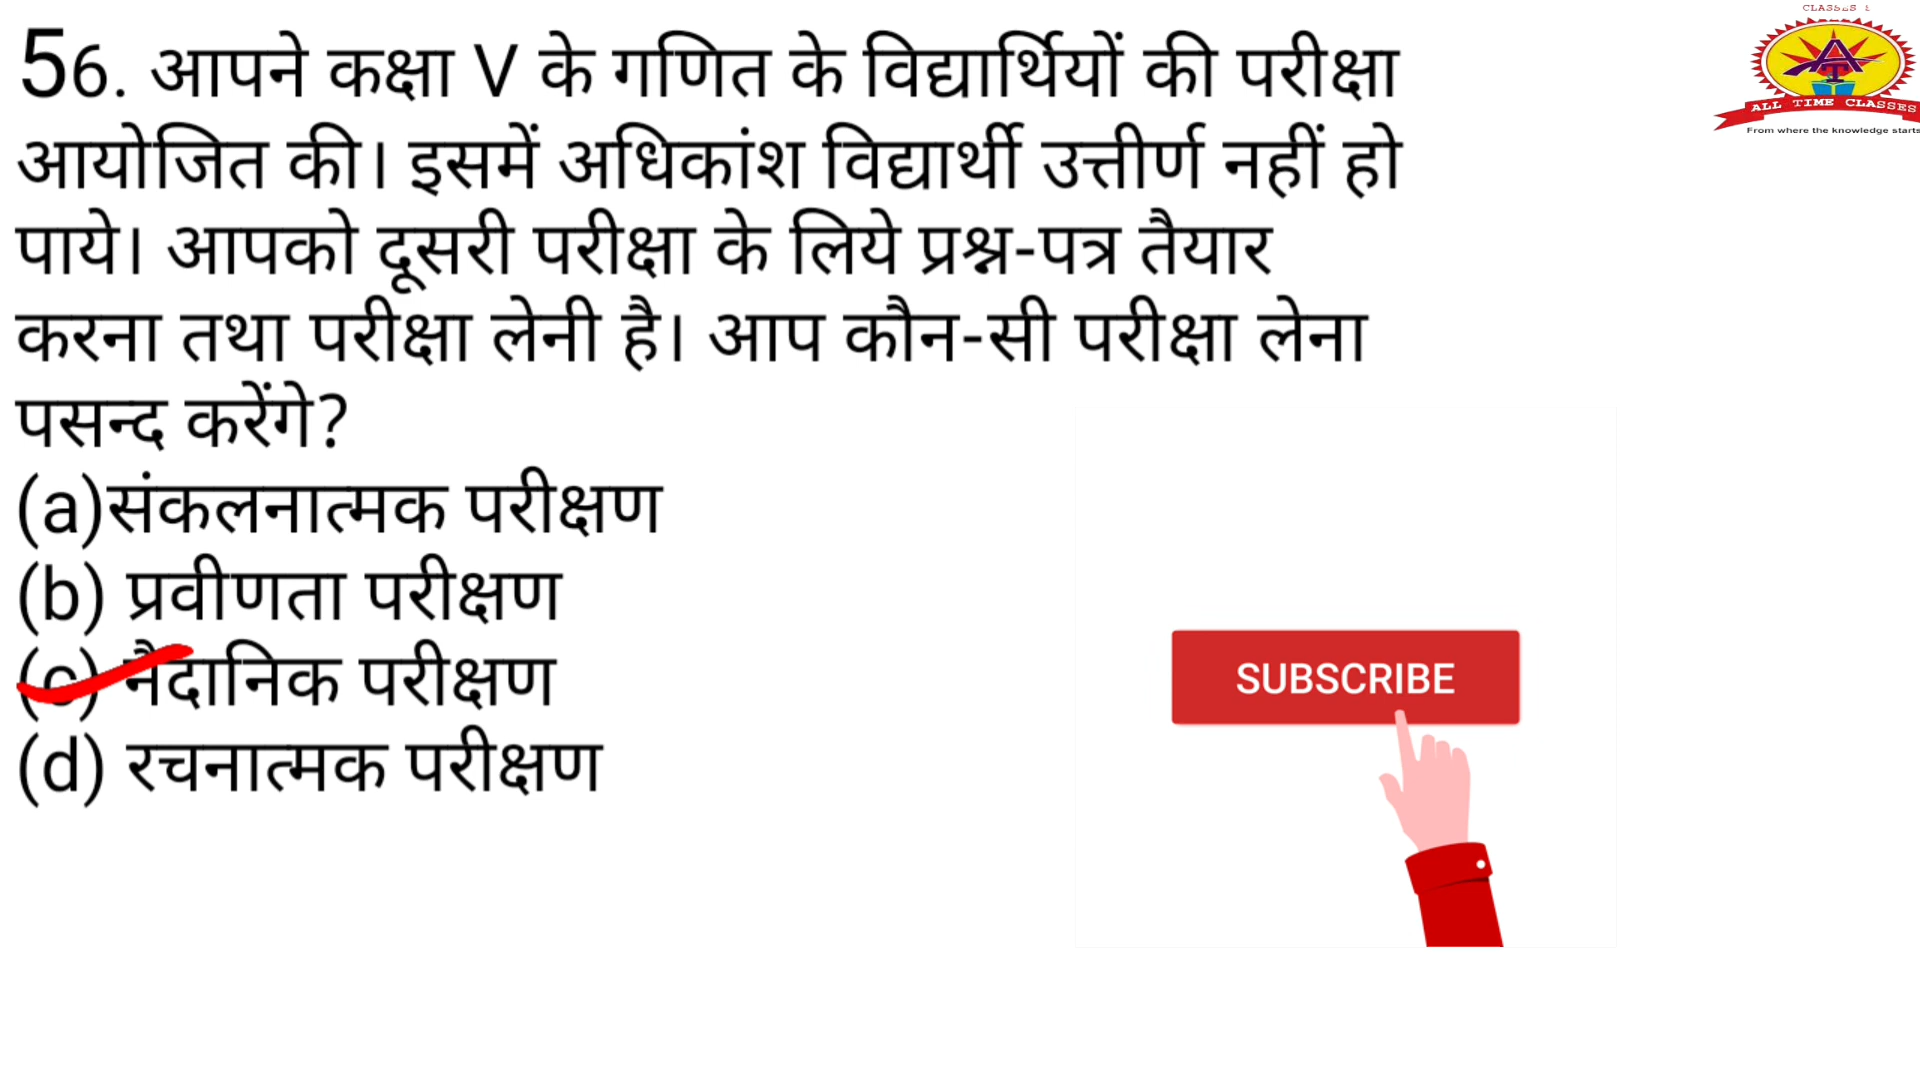 56. आपने कक्षा V के गणित के विद्यार्थियों की परीक्षा
आयोजित की। इसमें अधिकांश विद्यार्थी उत्तीर्ण नहीं हो
पाये। आपको दूसरी परीक्षा के लिये प्रश्न-पत्र तैयार
करना तथा परीक्षा लेनी है। आप कौन-सी परीक्षा लेना
पसन्द करेंगे?
(a)संकलनात्मक परीक्षण
(b) प्रवीणता परीक्षण
(c) नैदानिक परीक्षण
(d) रचनात्मक परीक्षण
SUBSCRIBE
CLASSES
ALL TIME CLASSES
From where the knowledge starts